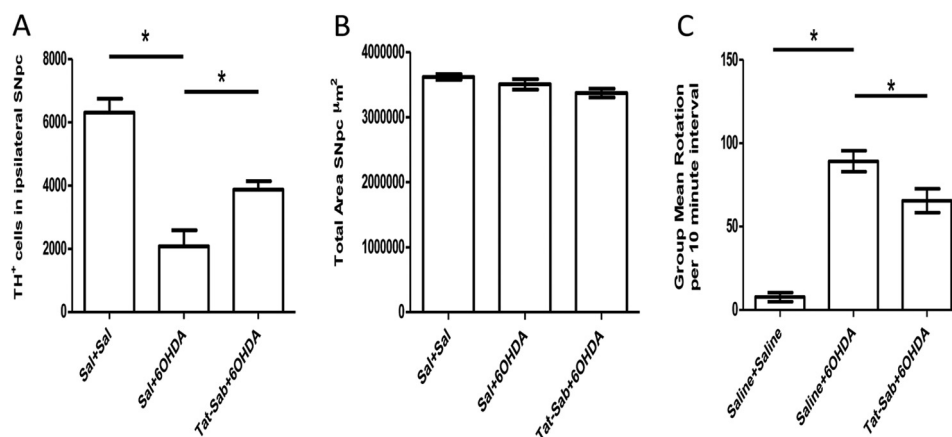 A
TH⁺ cells in ipsilateral SNpc
8000
6000
4000
2000
0
*
*
Sal+Sal
Sal+6OHDA
Tat-Sab+6OHDA
B
Total Area SNpc µm²
4000000
3000000
2000000
1000000
0
Sal+Sal
Sal+6OHDA
Tat-Sab+6OHDA
C
Group Mean Rotation
per 10 minute interval
150
100
50
0
*
*
Saline+Saline
Saline+6OHDA
Tat-Sab+6OHDA